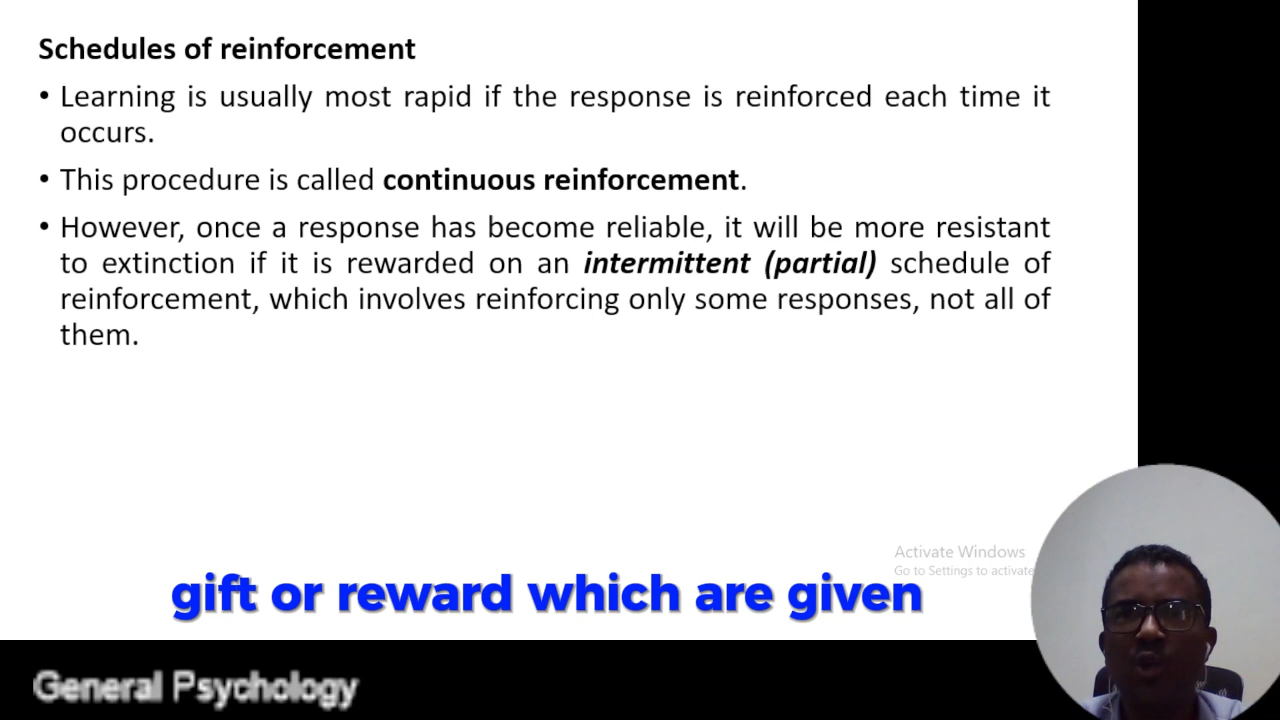 Schedules of reinforcement
• Learning is usually most rapid if the response is reinforced each time it
occurs.
• This procedure is called continuous reinforcement.
• However, once a response has become reliable, it will be more resistant
to extinction if it is rewarded on an intermittent (partial) schedule of
reinforcement, which involves reinforcing only some responses, not all of
them.
Activate Windows
Go to Settings to activate
gift or reward which are given
General Psychology